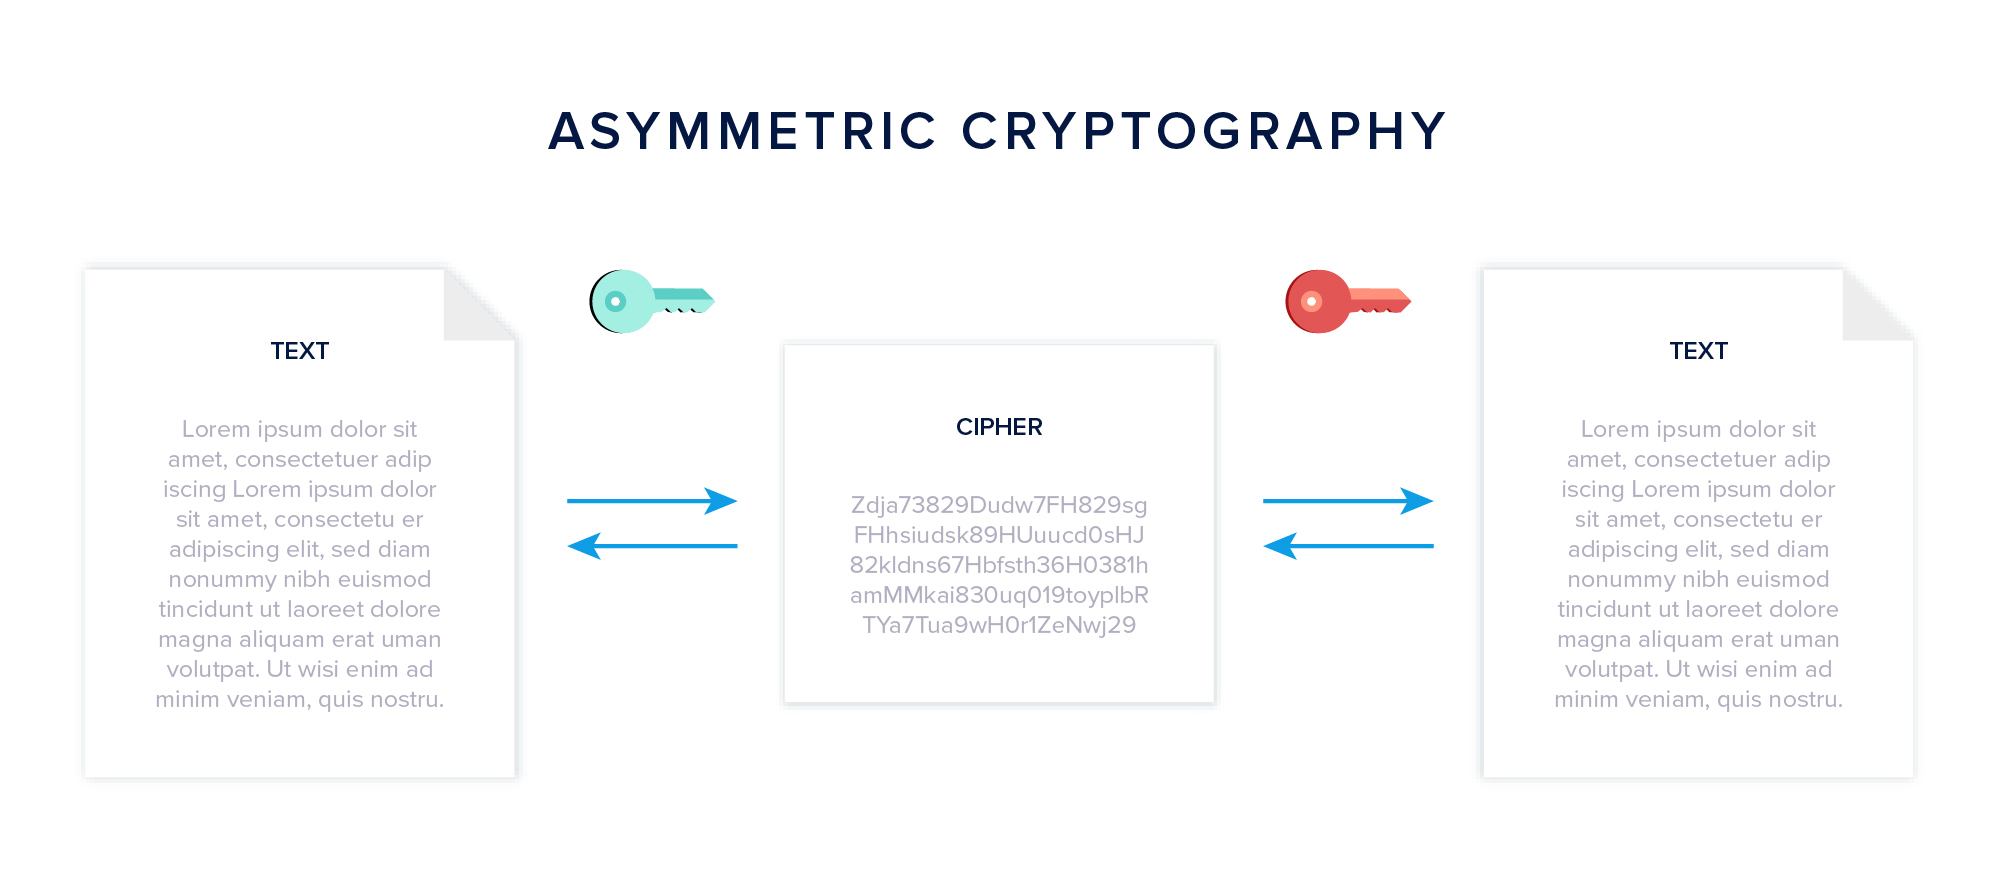 ASYMMETRIC CRYPTOGRAPHY
TEXT
Lorem ipsum dolor sit
amet, consectetuer adip
iscing Lorem ipsum dolor
sit amet, consectetu er
adipiscing elit, sed diam
nonummy nibh euismod
tincidunt ut laoreet dolore
magna aliquam erat uman
volutpat. Ut wisi enim ad
minim veniam, quis nostru.
CIPHER
Zdja73829Dudw7FH829sg
FHhsiudsk89HUuucd0sHJ
82kldns67Hbfsth36H0381h
amMMkai830uq019toyplbR
TYa7Tua9wH0r1ZeNwj29
TEXT
Lorem ipsum dolor sit
amet, consectetuer adip
iscing Lorem ipsum dolor
sit amet, consectetu er
adipiscing elit, sed diam
nonummy nibh euismod
tincidunt ut laoreet dolore
magna aliquam erat uman
volutpat. Ut wisi enim ad
minim veniam, quis nostru.